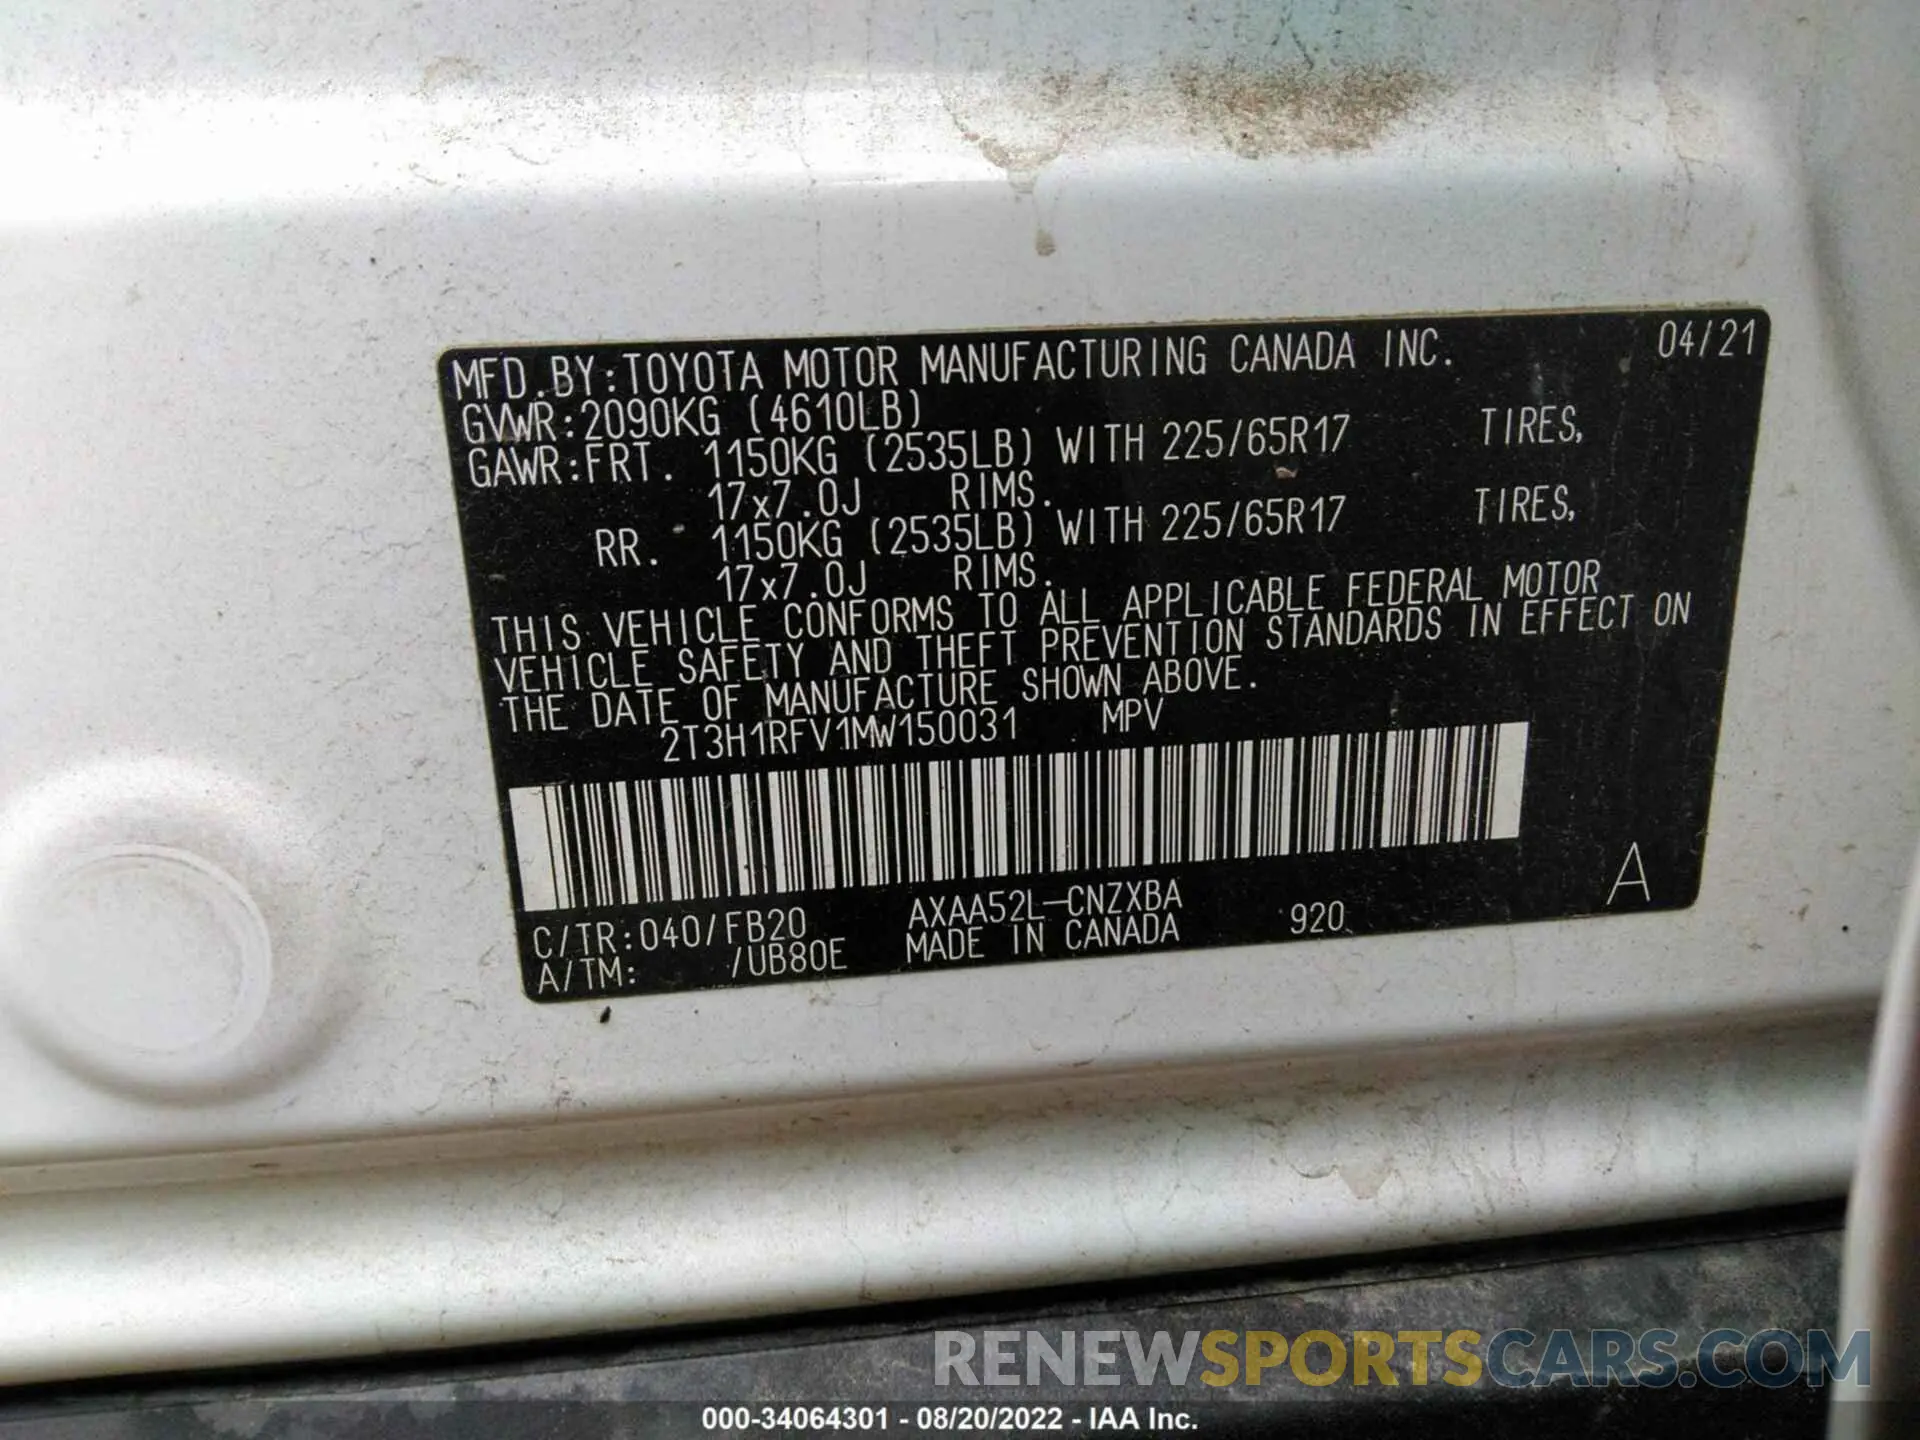 MFD.BY:TOYOTA MOTOR MANUFACTURING CANADA INC. 04/21
GVWR:2090KG (4610LB)
GAWR:FRT. 1150KG (2535LB) WITH 225/65R17 TIRES,
17x7.0J RIMS.
RR. 1150KG (2535LB) WITH 225/65R17 TIRES,
17x7.0J RIMS.
THIS VEHICLE CONFORMS TO ALL APPLICABLE FEDERAL MOTOR
VEHICLE SAFETY AND THEFT PREVENTION STANDARDS IN EFFECT ON
THE DATE OF MANUFACTURE SHOWN ABOVE.
2T3H1RFV1MW150031 MPV
C/TR:040/FB20 AXAA52L-CNZXBA
A/TM: /UB80E MADE IN CANADA 920 A
RENEWSPORTSCARS.COM
000-34064301 - 08/20/2022 - IAA Inc.